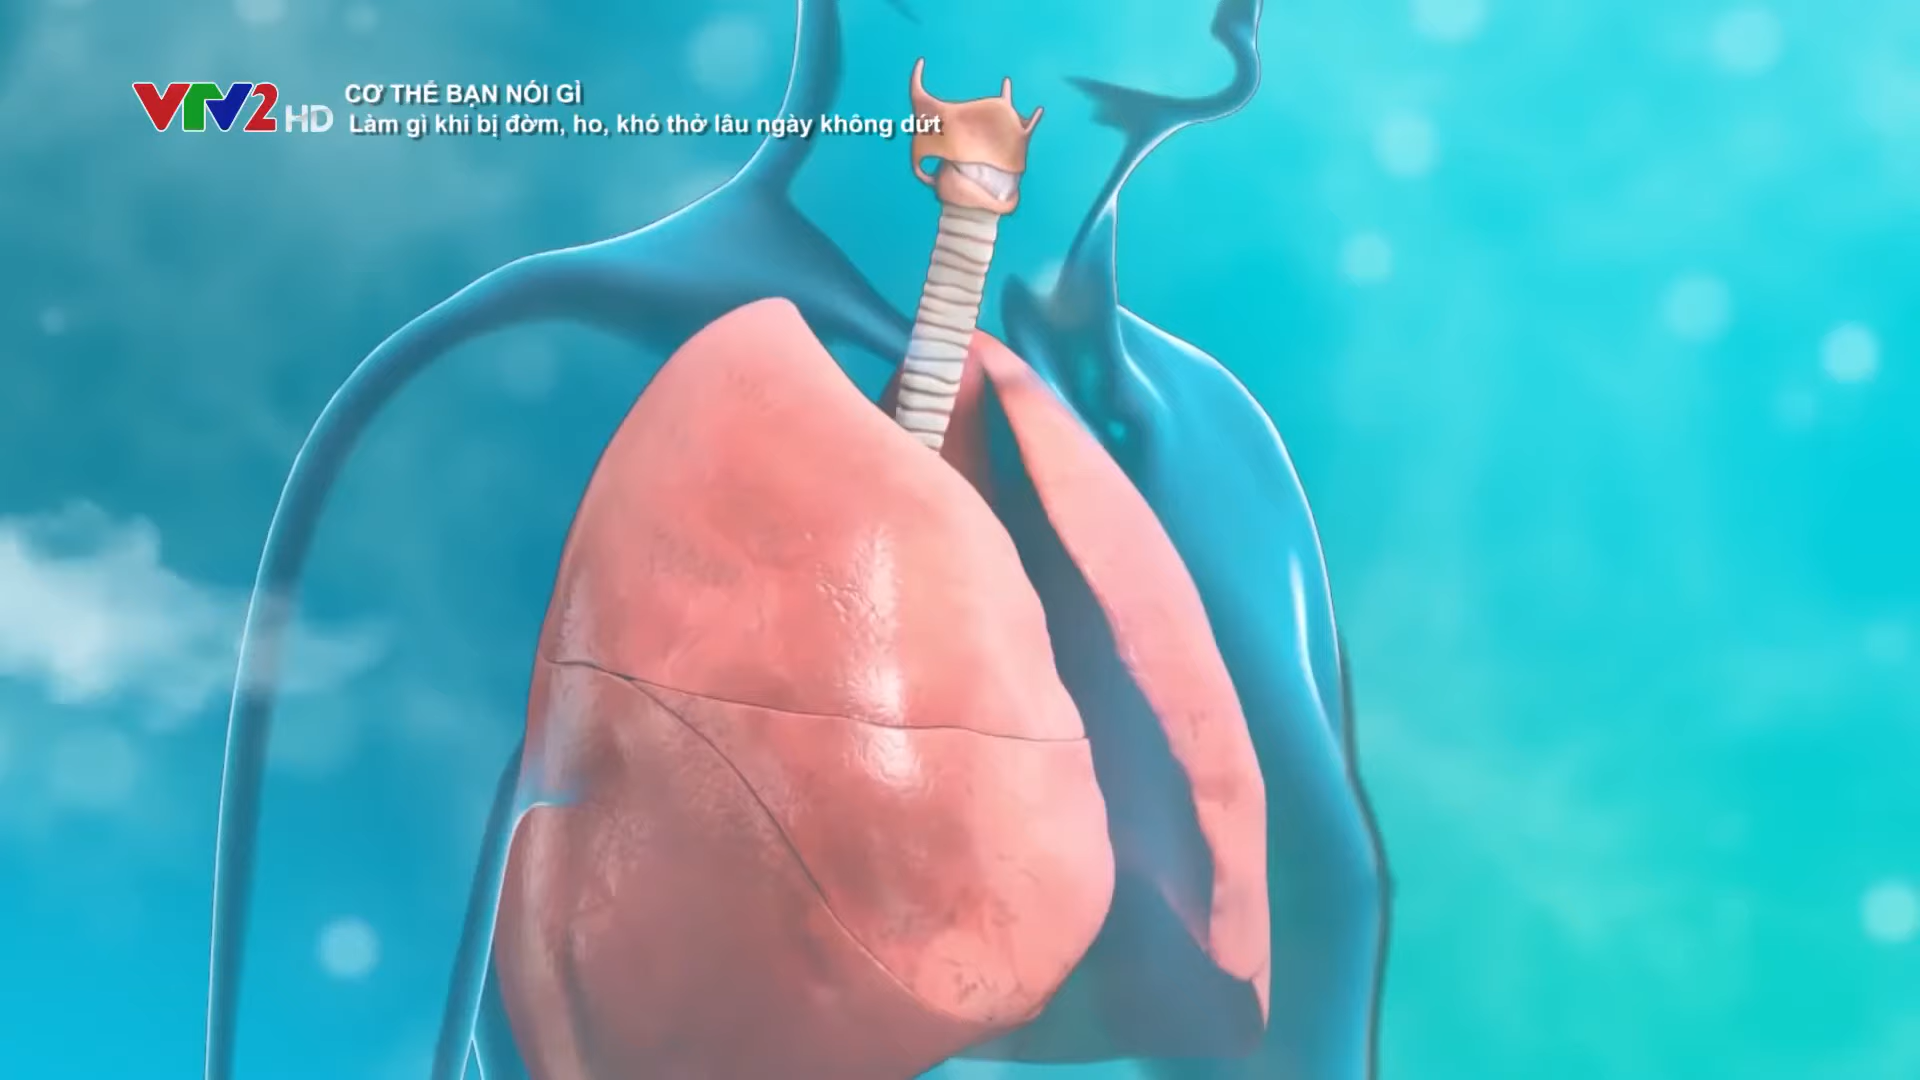 VTV2 HD
CƠ THỂ BẠN NÓI GÌ
Làm gì khi bị đờm, ho, khó thở lâu ngày không dứt